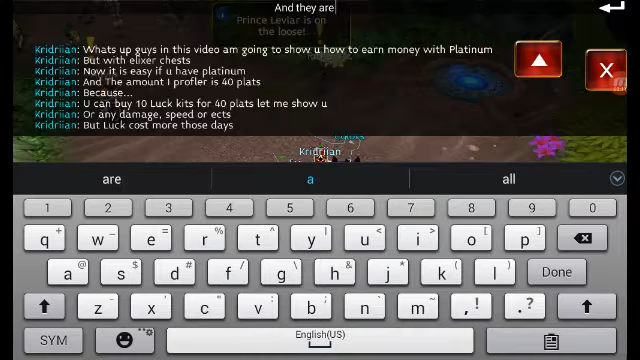 And they are
Prince Levlar is on
the loose!
Kridriian: Whats up guys in this video am going to show u how to earn money with Platinum
Kridriian: But with elixer chests
Kridriian: Now it is easy if u have platinum
Kridriian: And The amount I profler is 40 plats
Kridriian: Because...
Kridriian: U can buy 10 Luck kits for 40 plats let me show u
Kridriian: Or any damage, speed or ects
Kridriian: But Luck cost more those days
X
Kridriian
are a all
1 2 3 4 5 6 7 8 9 0
q + w e = r % t ^ y | u < i > o [ p ]
a @ s $ d # f / g h & j * k ( l ) Done
z x c v b n m , ! . ?
SYM English(US)